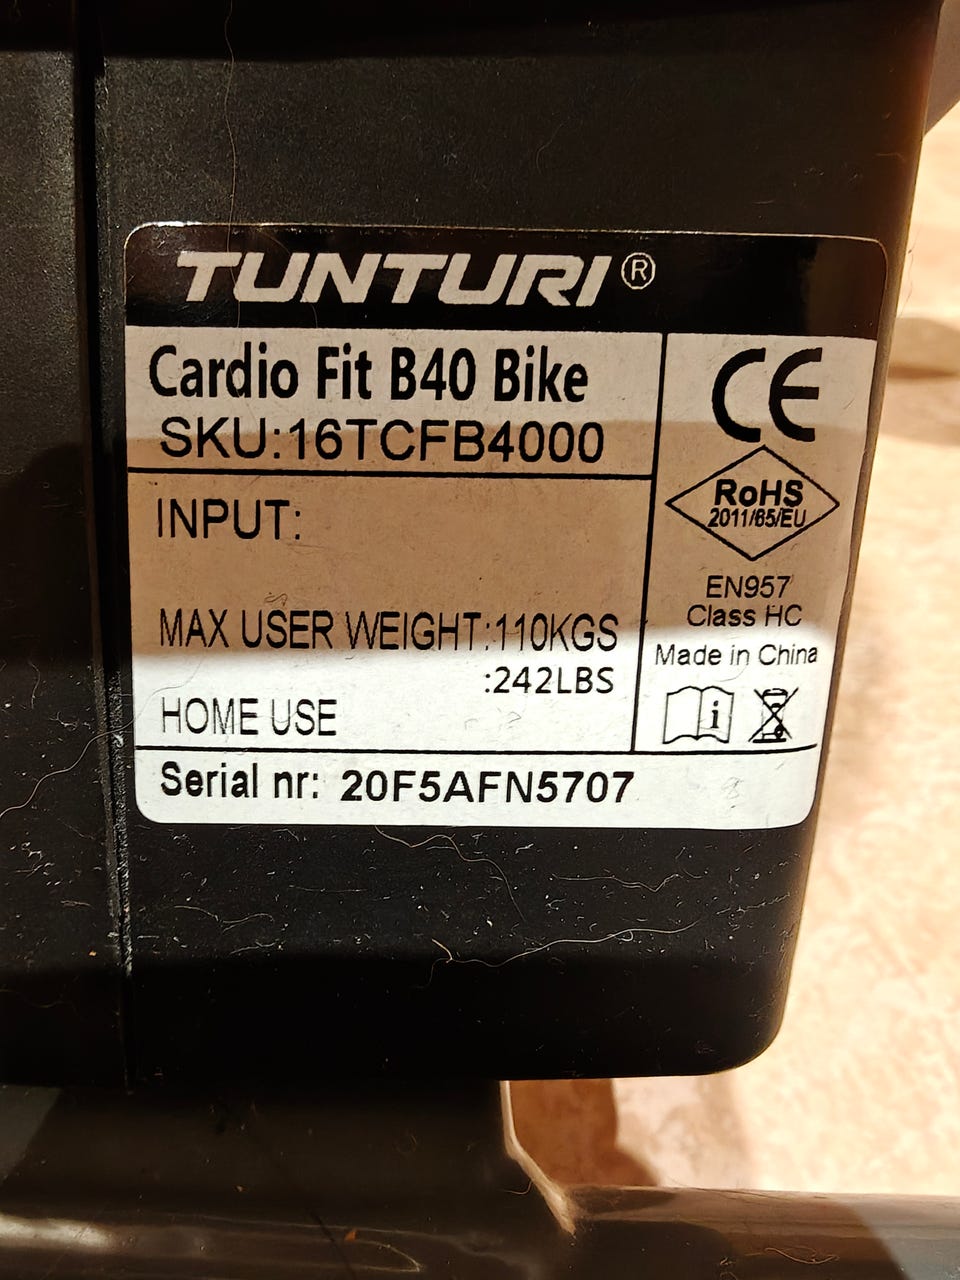 TUNTURI®
Cardio Fit B40 Bike
SKU:16TCFB4000
INPUT:
MAX USER WEIGHT:110KGS
:242LBS
HOME USE
CE
RoHS
2011/65/EU
EN957
Class HC
Made in China
i
Serial nr: 20F5AFN5707